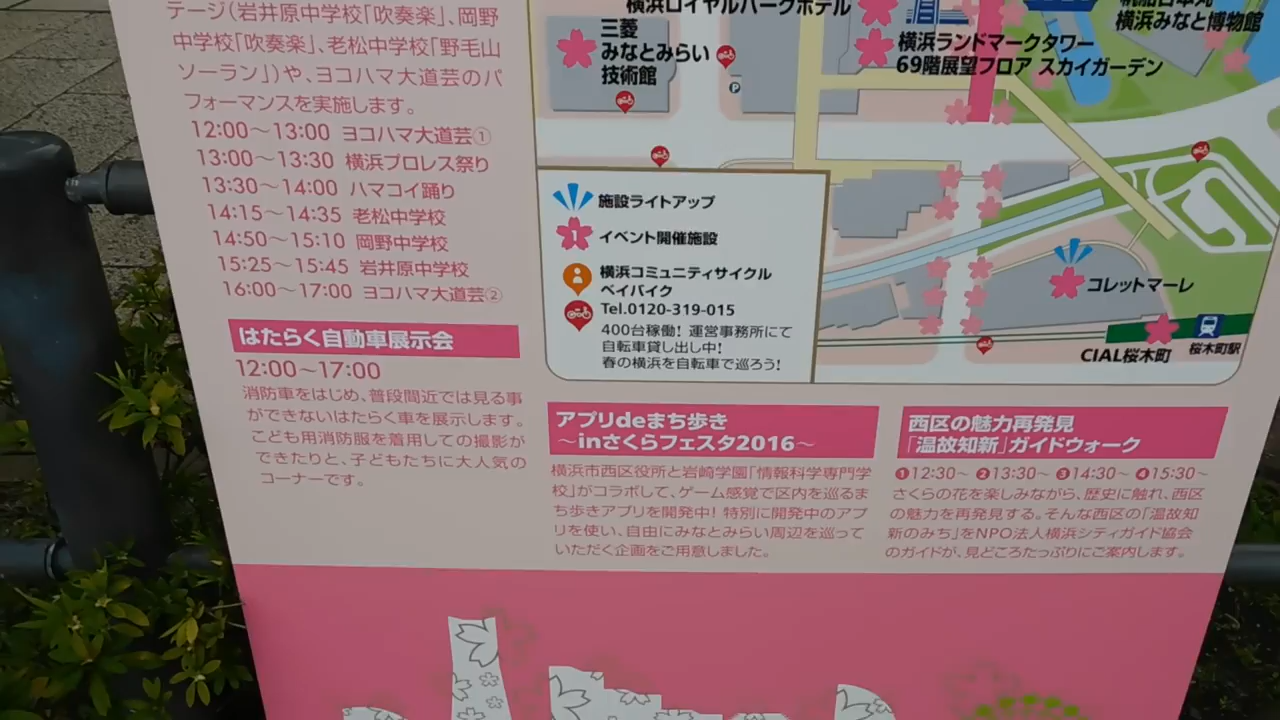 テージ(岩井原中学校「吹奏楽」、岡野
中学校「吹奏楽」、老松中学校「野毛山
ソーラン」)や、ヨコハマ大道芸のパ
フォーマンスを実施します。
12:00～13:00 ヨコハマ大道芸①
13:00～13:30 横浜プロレス祭り
13:30～14:00 ハマコイ踊り
14:15～14:35 老松中学校
14:50～15:10 岡野中学校
15:25～15:45 岩井原中学校
16:00～17:00 ヨコハマ大道芸②
はたらく自動車展示会
12:00～17:00
消防車をはじめ、普段間近では見る事
ができないはたらく車を展示します。
こども用消防服を着用しての撮影が
できたりと、子どもたちに大人気の
コーナーです。
横浜ロイヤルパークホテル
三菱
みなとみらい
技術館
P
横浜ランドマークタワー
69階展望フロア スカイガーデン
帆船日本丸
横浜みなと博物館
コレットマーレ
CIAL桜木町
桜木町駅
施設ライトアップ
1 イベント開催施設
横浜コミュニティサイクル
ベイバイク
Tel.0120-319-015
400台稼働! 運営事務所にて
自転車貸し出し中!
春の横浜を自転車で巡ろう!
アプリdeまち歩き
～inさくらフェスタ2016～
横浜市西区役所と岩崎学園「情報科学専門学
校」がコラボして、ゲーム感覚で区内を巡るま
ち歩きアプリを開発中! 特別に開発中のアプ
リを使い、自由にみなとみらい周辺を巡って
いただく企画をご用意しました。
西区の魅力再発見
「温故知新」ガイドウォーク
❶12:30～ ❷13:30～ ❸14:30～ ❹15:30～
さくらの花を楽しみながら、歴史に触れ、西区
の魅力を再発見する。そんな西区の「温故知
新のみち」をNPO法人横浜シティガイド協会
のガイドが、見どころたっぷりにご案内します。